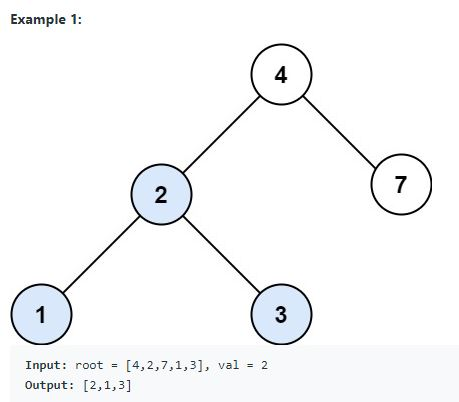 Example 1:
4
2
7
1
3
Input: root = [4,2,7,1,3], val = 2
Output: [2,1,3]